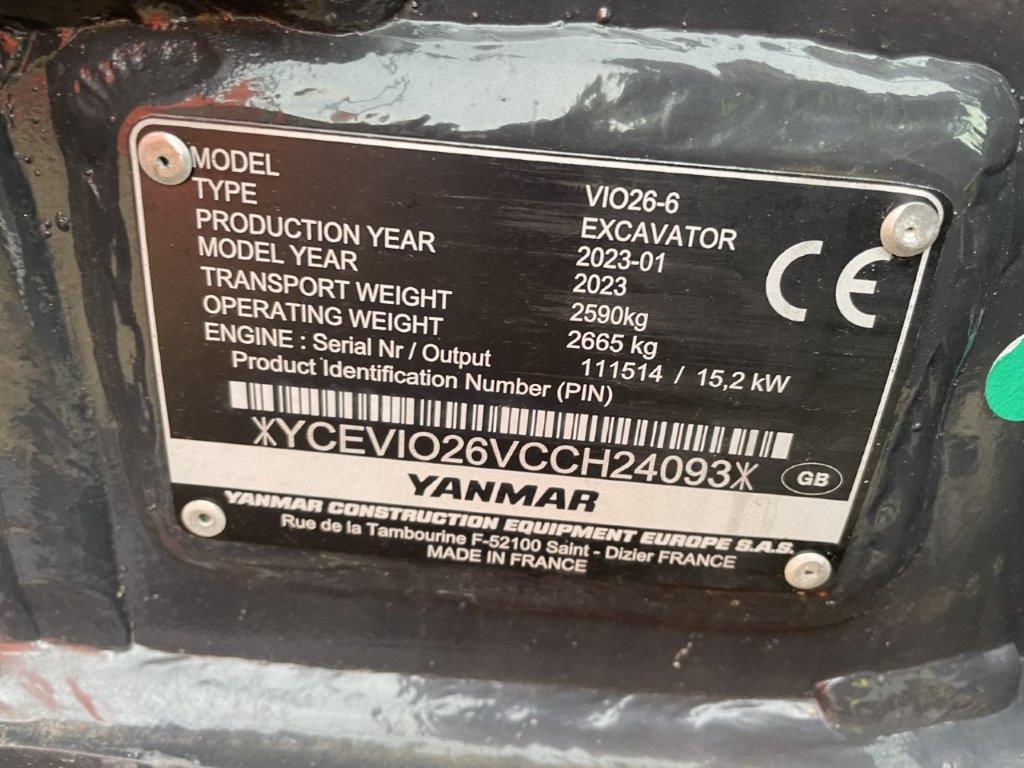 MODEL VIO26-6
TYPE EXCAVATOR
PRODUCTION YEAR 2023-01
MODEL YEAR 2023
TRANSPORT WEIGHT 2590kg
OPERATING WEIGHT 2665 kg
ENGINE : Serial Nr / Output 111514 / 15,2 kW
Product Identification Number (PIN)
YCEVIO26VCCH24093
CE
GB
YANMAR
YANMAR CONSTRUCTION EQUIPMENT EUROPE S.A.S.
Rue de la Tambourine F-52100 Saint - Dizier FRANCE
MADE IN FRANCE